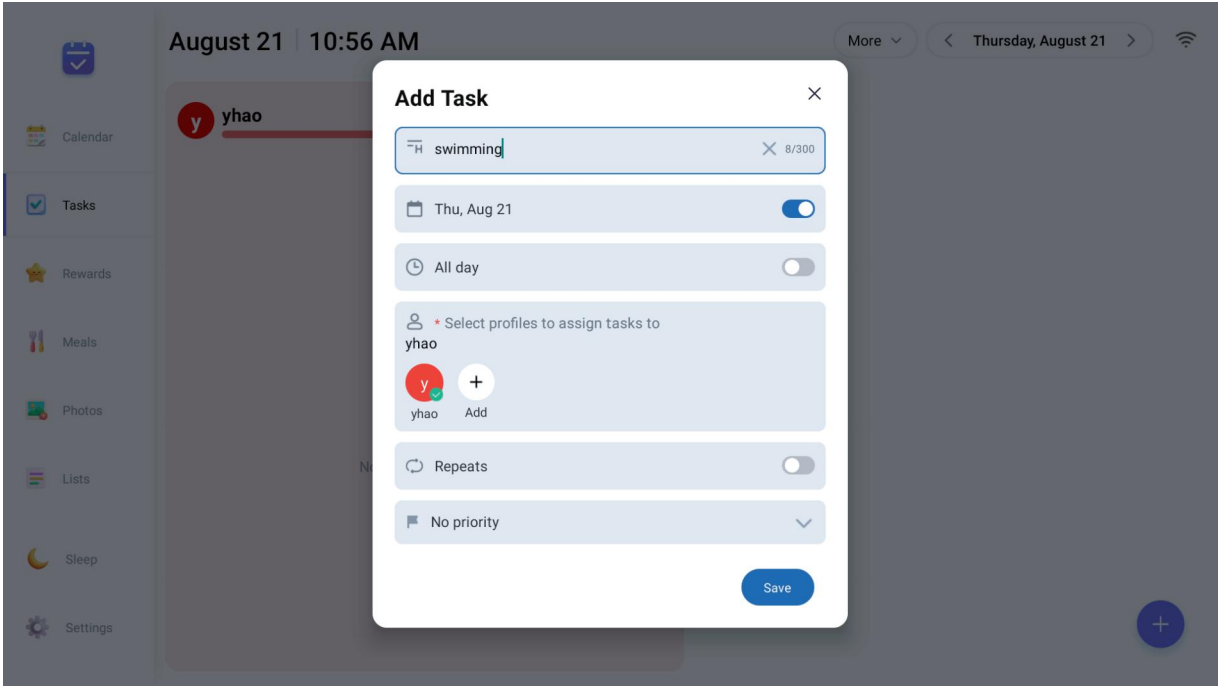 August 21 10:56 AM
More
Thursday, August 21
Calendar
Tasks
Rewards
Meals
Photos
Lists
Sleep
Settings
y
yhao
No
Add Task
H swimming 8/300
Thu, Aug 21
All day
* Select profiles to assign tasks to
yhao
y
yhao Add
Repeats
No priority
Save